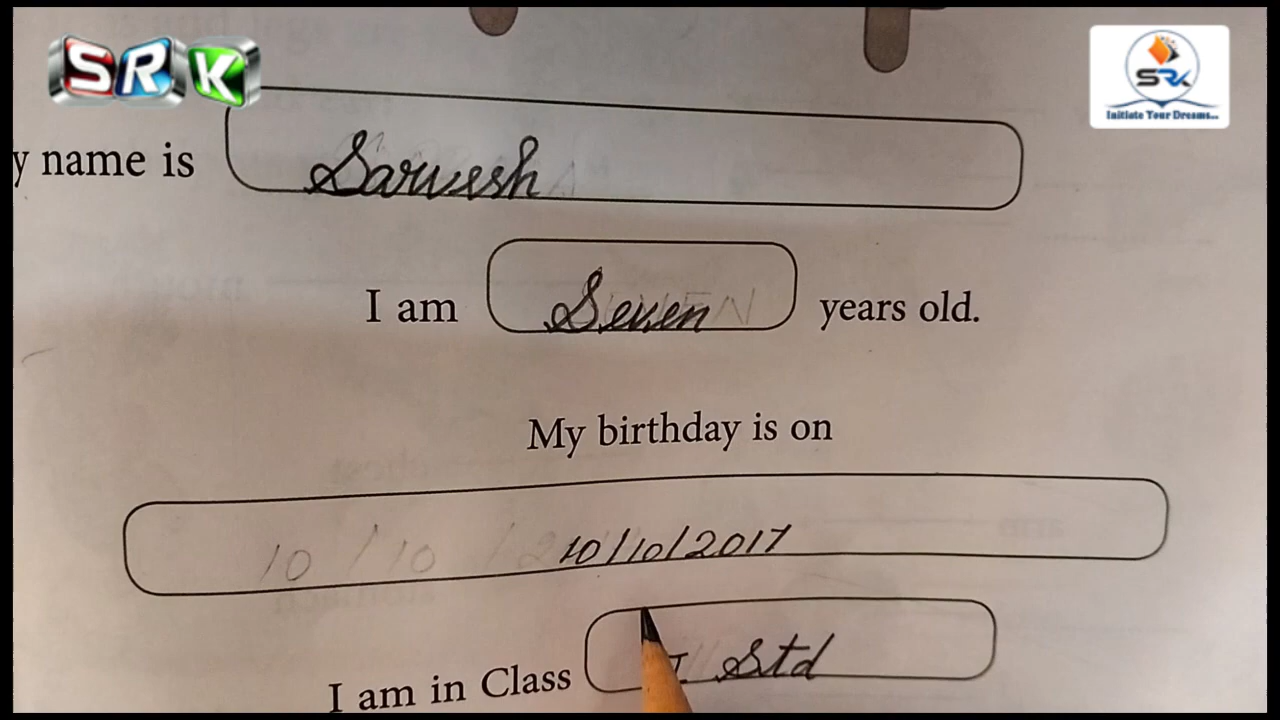 SRK
SRK
Initiate Your Dreams...
y name is Sarvesh
I am Seven years old.
My birthday is on
10/10/2017
I am in Class Std